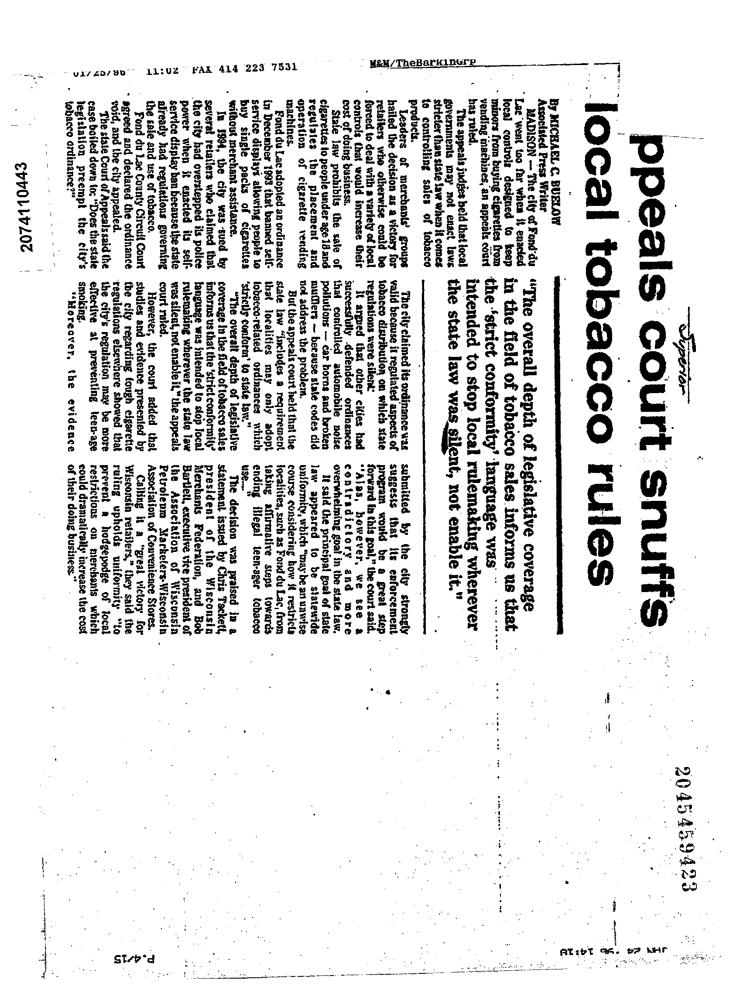 Superior
ppeals court snuffs
local tobacco rules
By MICHAEL C. BUELOW
Associated Press Writer
MADISON — The city of Fond du
Lac went too far when it enacted
local controls designed to keep
minors from buying cigarettes from
vending machines, an appeals court
has ruled.
The appeals judges held that local
governments may not enact laws
stricter than state law when it comes
to controlling sales of tobacco
products.
Leaders of merchants' groups
hailed the decision as a victory for
retailers who otherwise could be
forced to deal with a variety of local
controls that would increase their
cost of doing business.
State law prohibits the sale of
cigarettes to people under age 18 and
regulates the placement and
operation of cigarette vending
machines.
Fond du Lac adopted an ordinance
in December 1993 that banned self-
service displays allowing people to
buy single packs of cigarettes
without merchant assistance.
In 1994, the city was sued by
several retailers who claimed that
the city had overstepped its police
power when it enacted its self-
service display ban because the state
already had regulations governing
the sale and use of tobacco.
Fond du Lac County Circuit Court
agreed and declared the ordinance
void, and the city appealed.
The state Court of Appeals said the
case boiled down to: "Does the state
legislation preempt the city's
tobacco ordinance?"
"The overall depth of legislative coverage
in the field of tobacco sales informs us that
the 'strict conformity' language was
intended to stop local rulemaking wherever
the state law was silent, not enable it."
The city claimed its ordinance was
valid because it regulated aspects of
tobacco distribution on which state
regulations were silent.
It argued that other cities had
successfully defended ordinances
that controlled automobile noise
pollutions — car horns and broken
mufflers — because state codes did
not address the problem.
But the appeals court held that the
state law "includes a requirement
that localities may only adopt
tobacco-related ordinances which
'strictly conform' to state law."
"The overall depth of legislative
coverage in the field of tobacco sales
informs us that the 'strict conformity'
language was intended to stop local
rulemaking wherever the state law
was silent, not enable it," the appeals
court ruled.
However, the court added that
studies and evidence presented by
the city regarding tough cigarette
regulations elsewhere showed that
the city's regulation may be more
effective at preventing teen-age
smoking.
"Moreover, the evidence
submitted by the city strongly
suggests that its enforcement
program would be a great step
forward in this goal," the court said.
"Alas, however, we see a
contradictory and more
overwhelming goal in the state law.
It said the principal goal of state
law appeared to be statewide
uniformity, which "may be an unwise
course considering how it restricts
localities, such as Fond du Lac, from
taking affirmative steps towards
ending illegal teen-ager tobacco
use..."
The decision was praised in a
statement issued by Chris Tackett,
president of the Wisconsin
Merchants Federation, and Bob
Bartlett, executive vice president of
the Association of Wisconsin
Petroleum Marketers-Wisconsin
Association of Convenience Stores.
Calling it a "great victory for
Wisconsin retailers," they said the
ruling upholds uniformity "to
prevent a hodgepodge of local
restrictions on merchants which
could dramatically increase the cost
of their doing business."
2045459423
01/25/96 11:02 FAX 414 223 7531 M&M/TheBarkinGrp
2074110443
JAN 24 '96 14:10
P.4/15